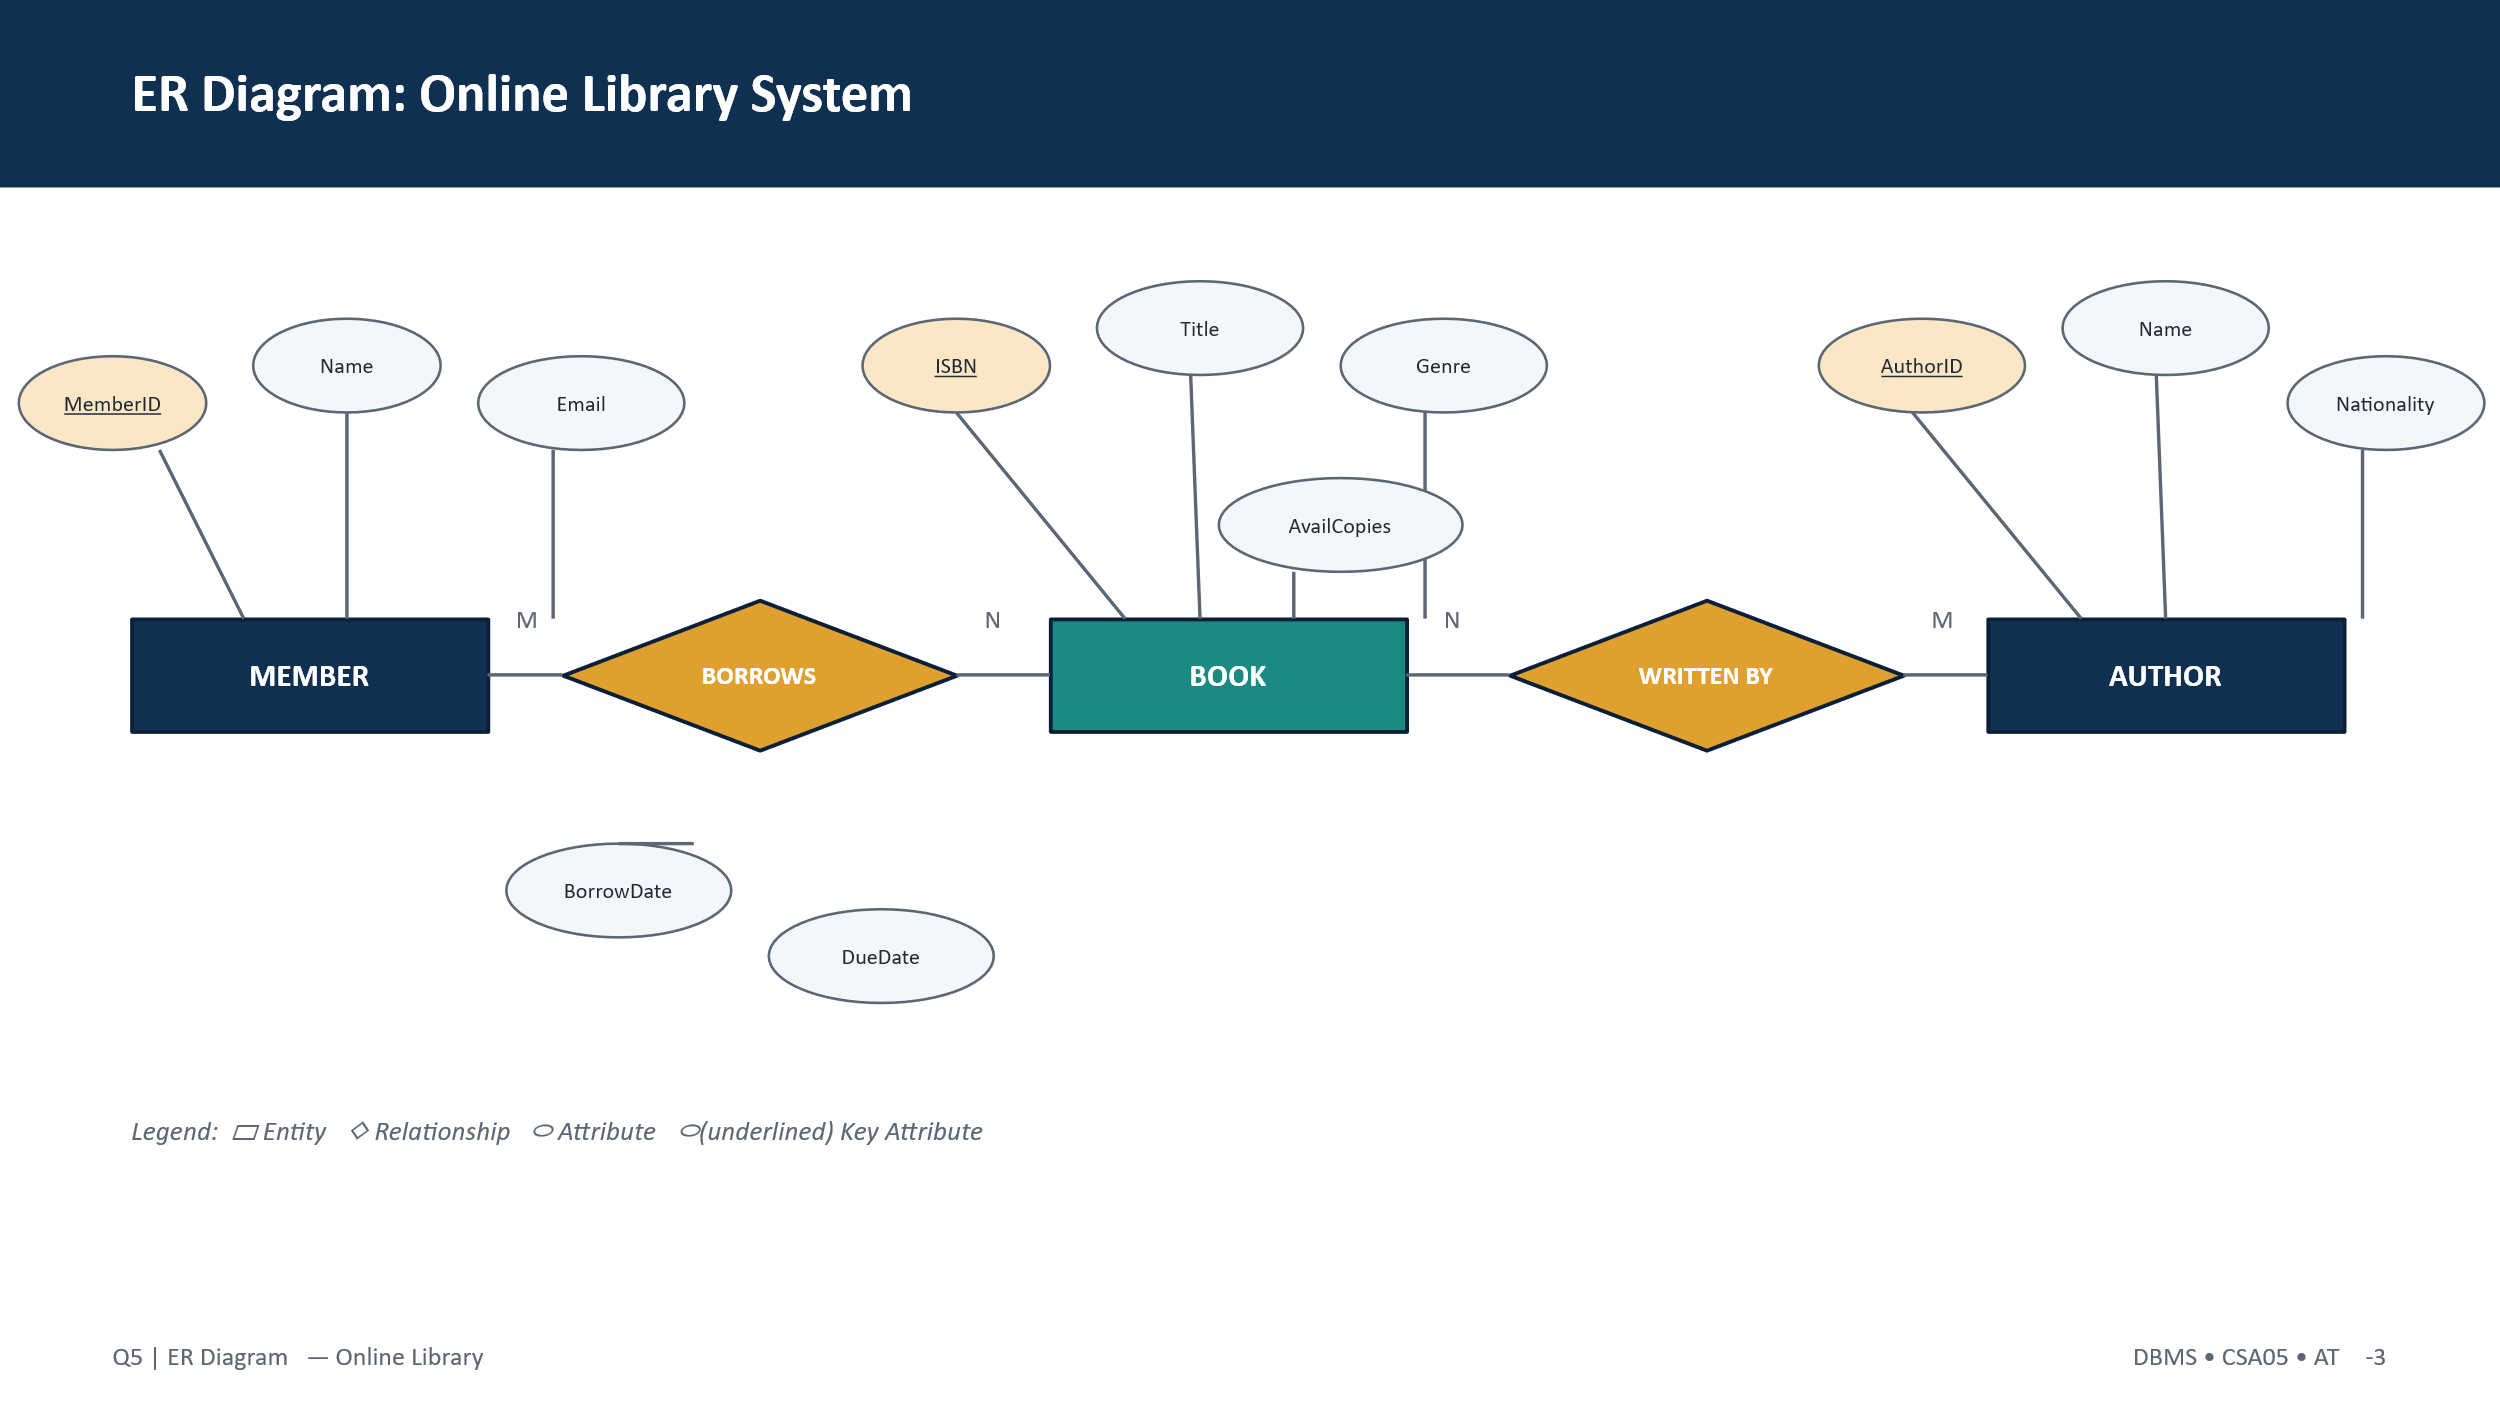 ER Diagram: Online Library System
Title
Name
Name
ISBN
Genre
AuthorID
MemberID
Email
Nationality
AvailCopies
M
N
N
M
MEMBER
BORROWS
BOOK
WRITTEN BY
AUTHOR
BorrowDate
DueDate
Legend: ▱ Entity ◇ Relationship ⬭ Attribute ⬭(underlined) Key Attribute
Q5 | ER Diagram — Online Library
DBMS • CSA05 • AT -3